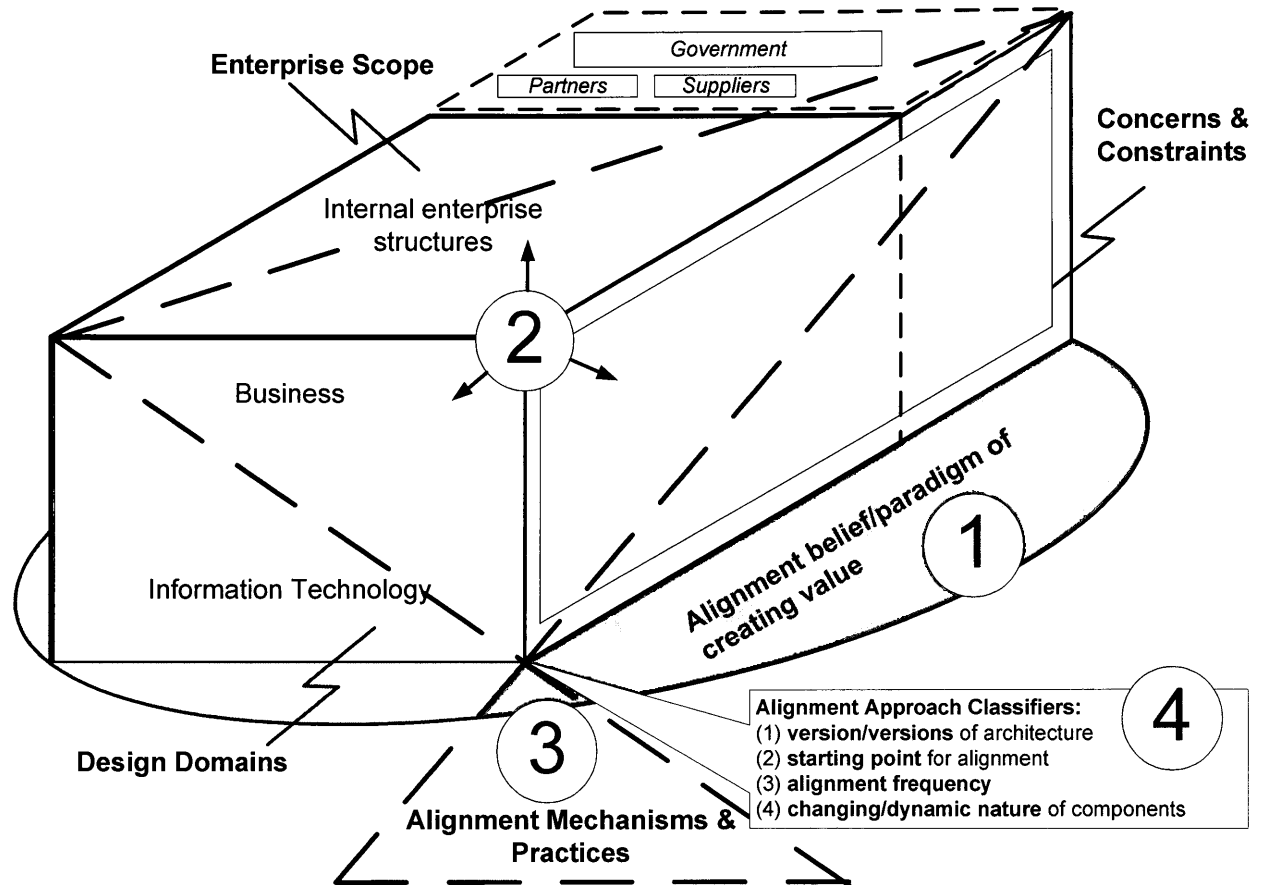 Government
Enterprise Scope
Partners
Suppliers
Concerns &
Constraints
Internal enterprise
structures
2
Business
Alignment belief/paradigm of
creating value
1
Information Technology
Design Domains
3
Alignment Mechanisms &
Practices
4
Alignment Approach Classifiers:
(1) version/versions of architecture
(2) starting point for alignment
(3) alignment frequency
(4) changing/dynamic nature of components